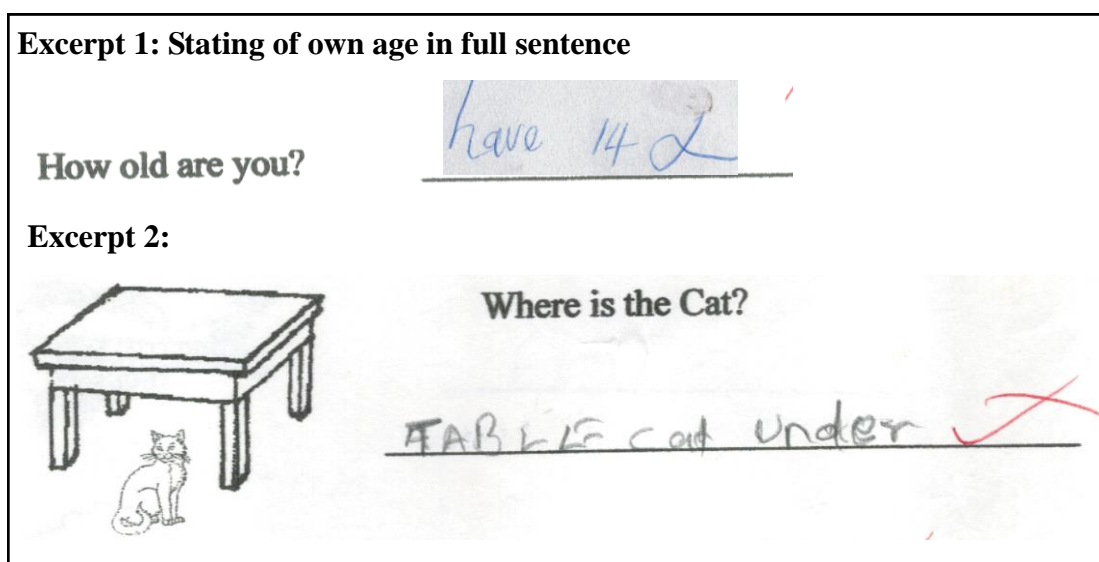 Excerpt 1: Stating of own age in full sentence
have 14
How old are you?
Excerpt 2:
Where is the Cat?
TABLE cat under